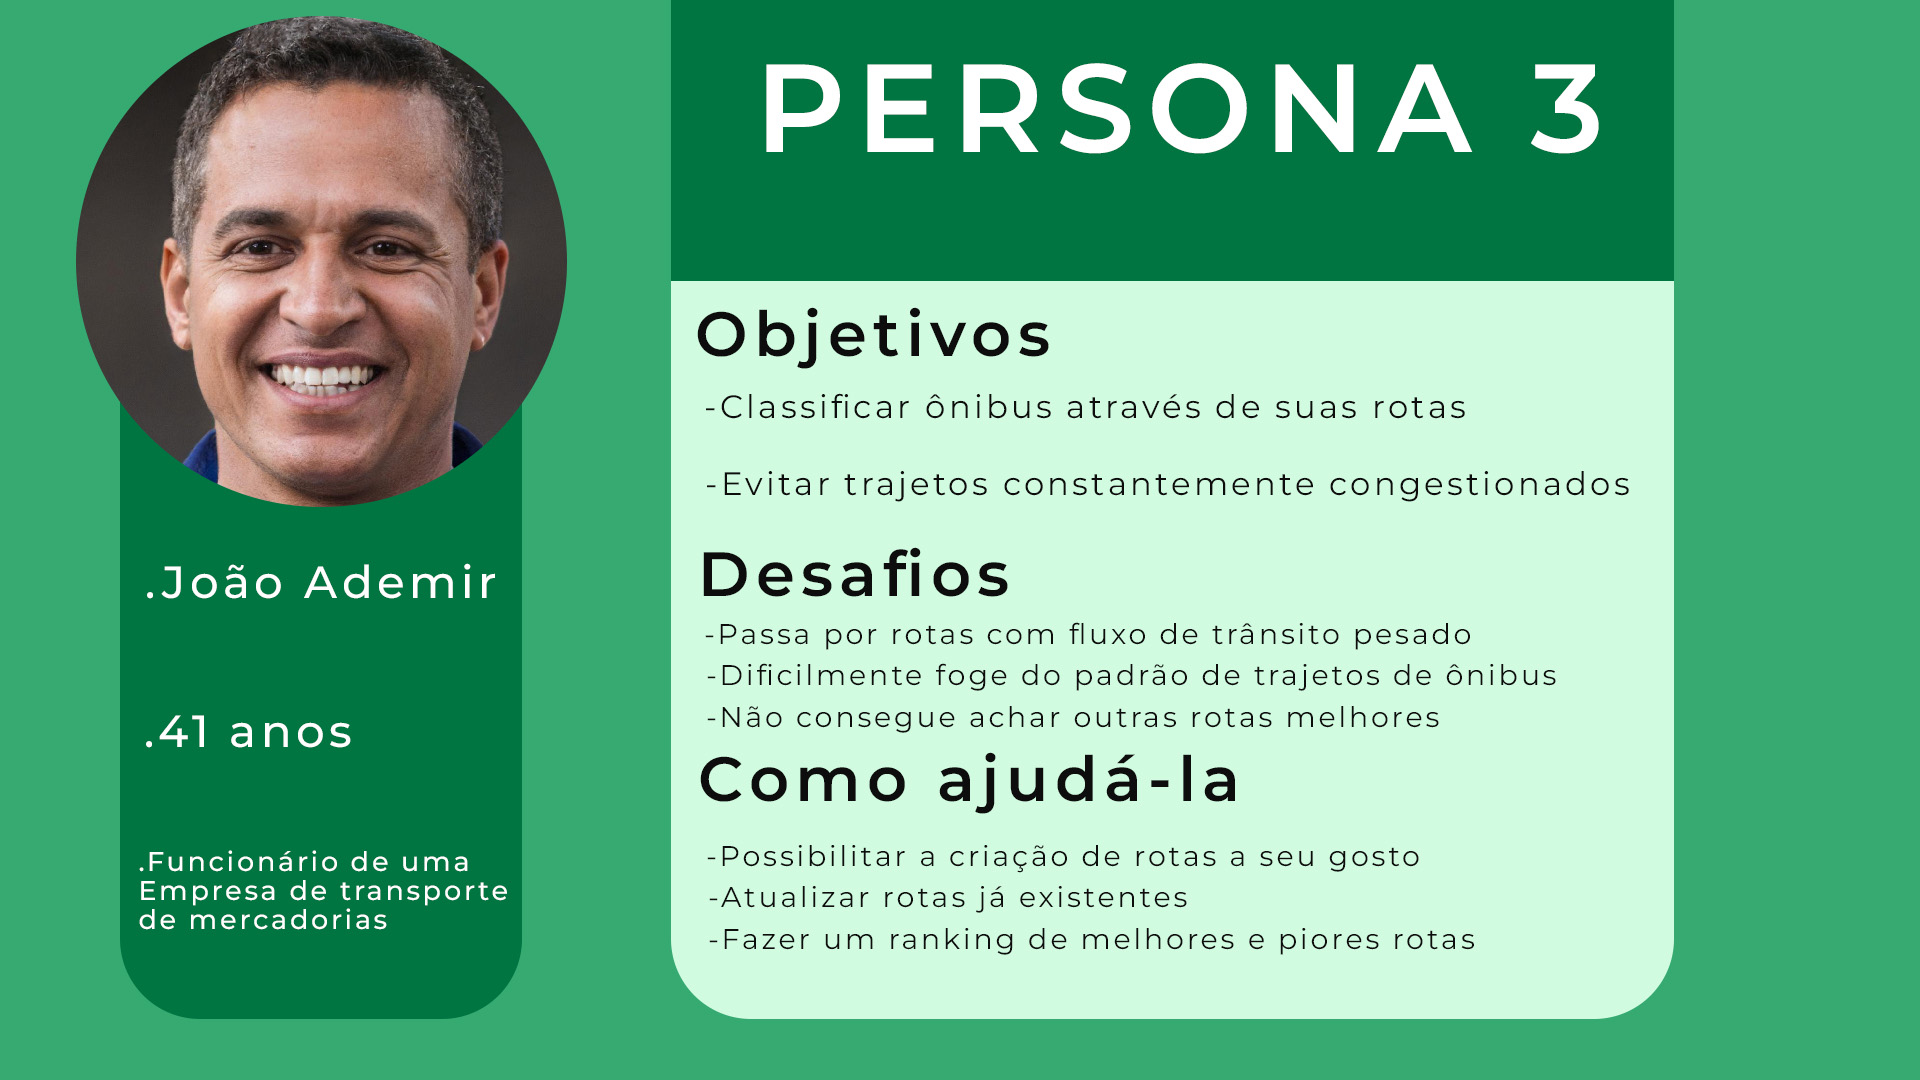 PERSONA 3
.João Ademir
.41 anos
.Funcionário de uma
Empresa de transporte
de mercadorias
Objetivos
-Classificar ônibus através de suas rotas
-Evitar trajetos constantemente congestionados
Desafios
-Passa por rotas com fluxo de trânsito pesado
-Dificilmente foge do padrão de trajetos de ônibus
-Não consegue achar outras rotas melhores
Como ajudá-la
-Possibilitar a criação de rotas a seu gosto
-Atualizar rotas já existentes
-Fazer um ranking de melhores e piores rotas